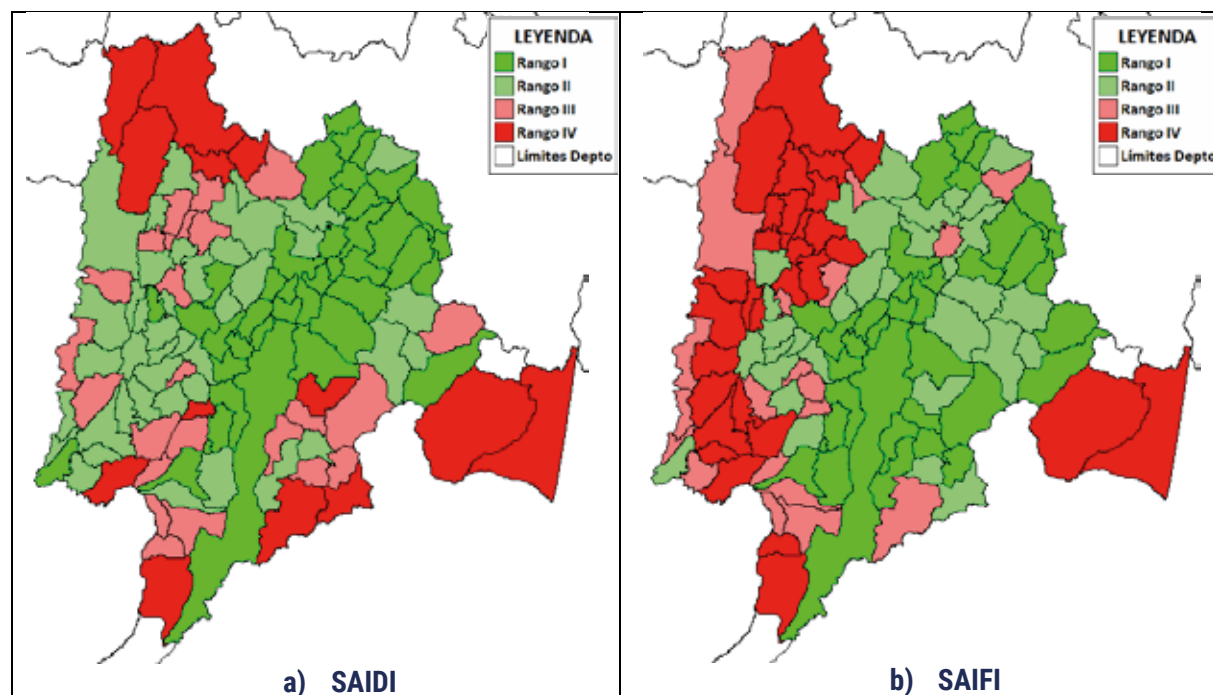 LEYENDA
Rango I
Rango II
Rango III
Rango IV
Límites Depto
a) SAIDI
LEYENDA
Rango I
Rango II
Rango III
Rango IV
Límites Depto
b) SAIFI